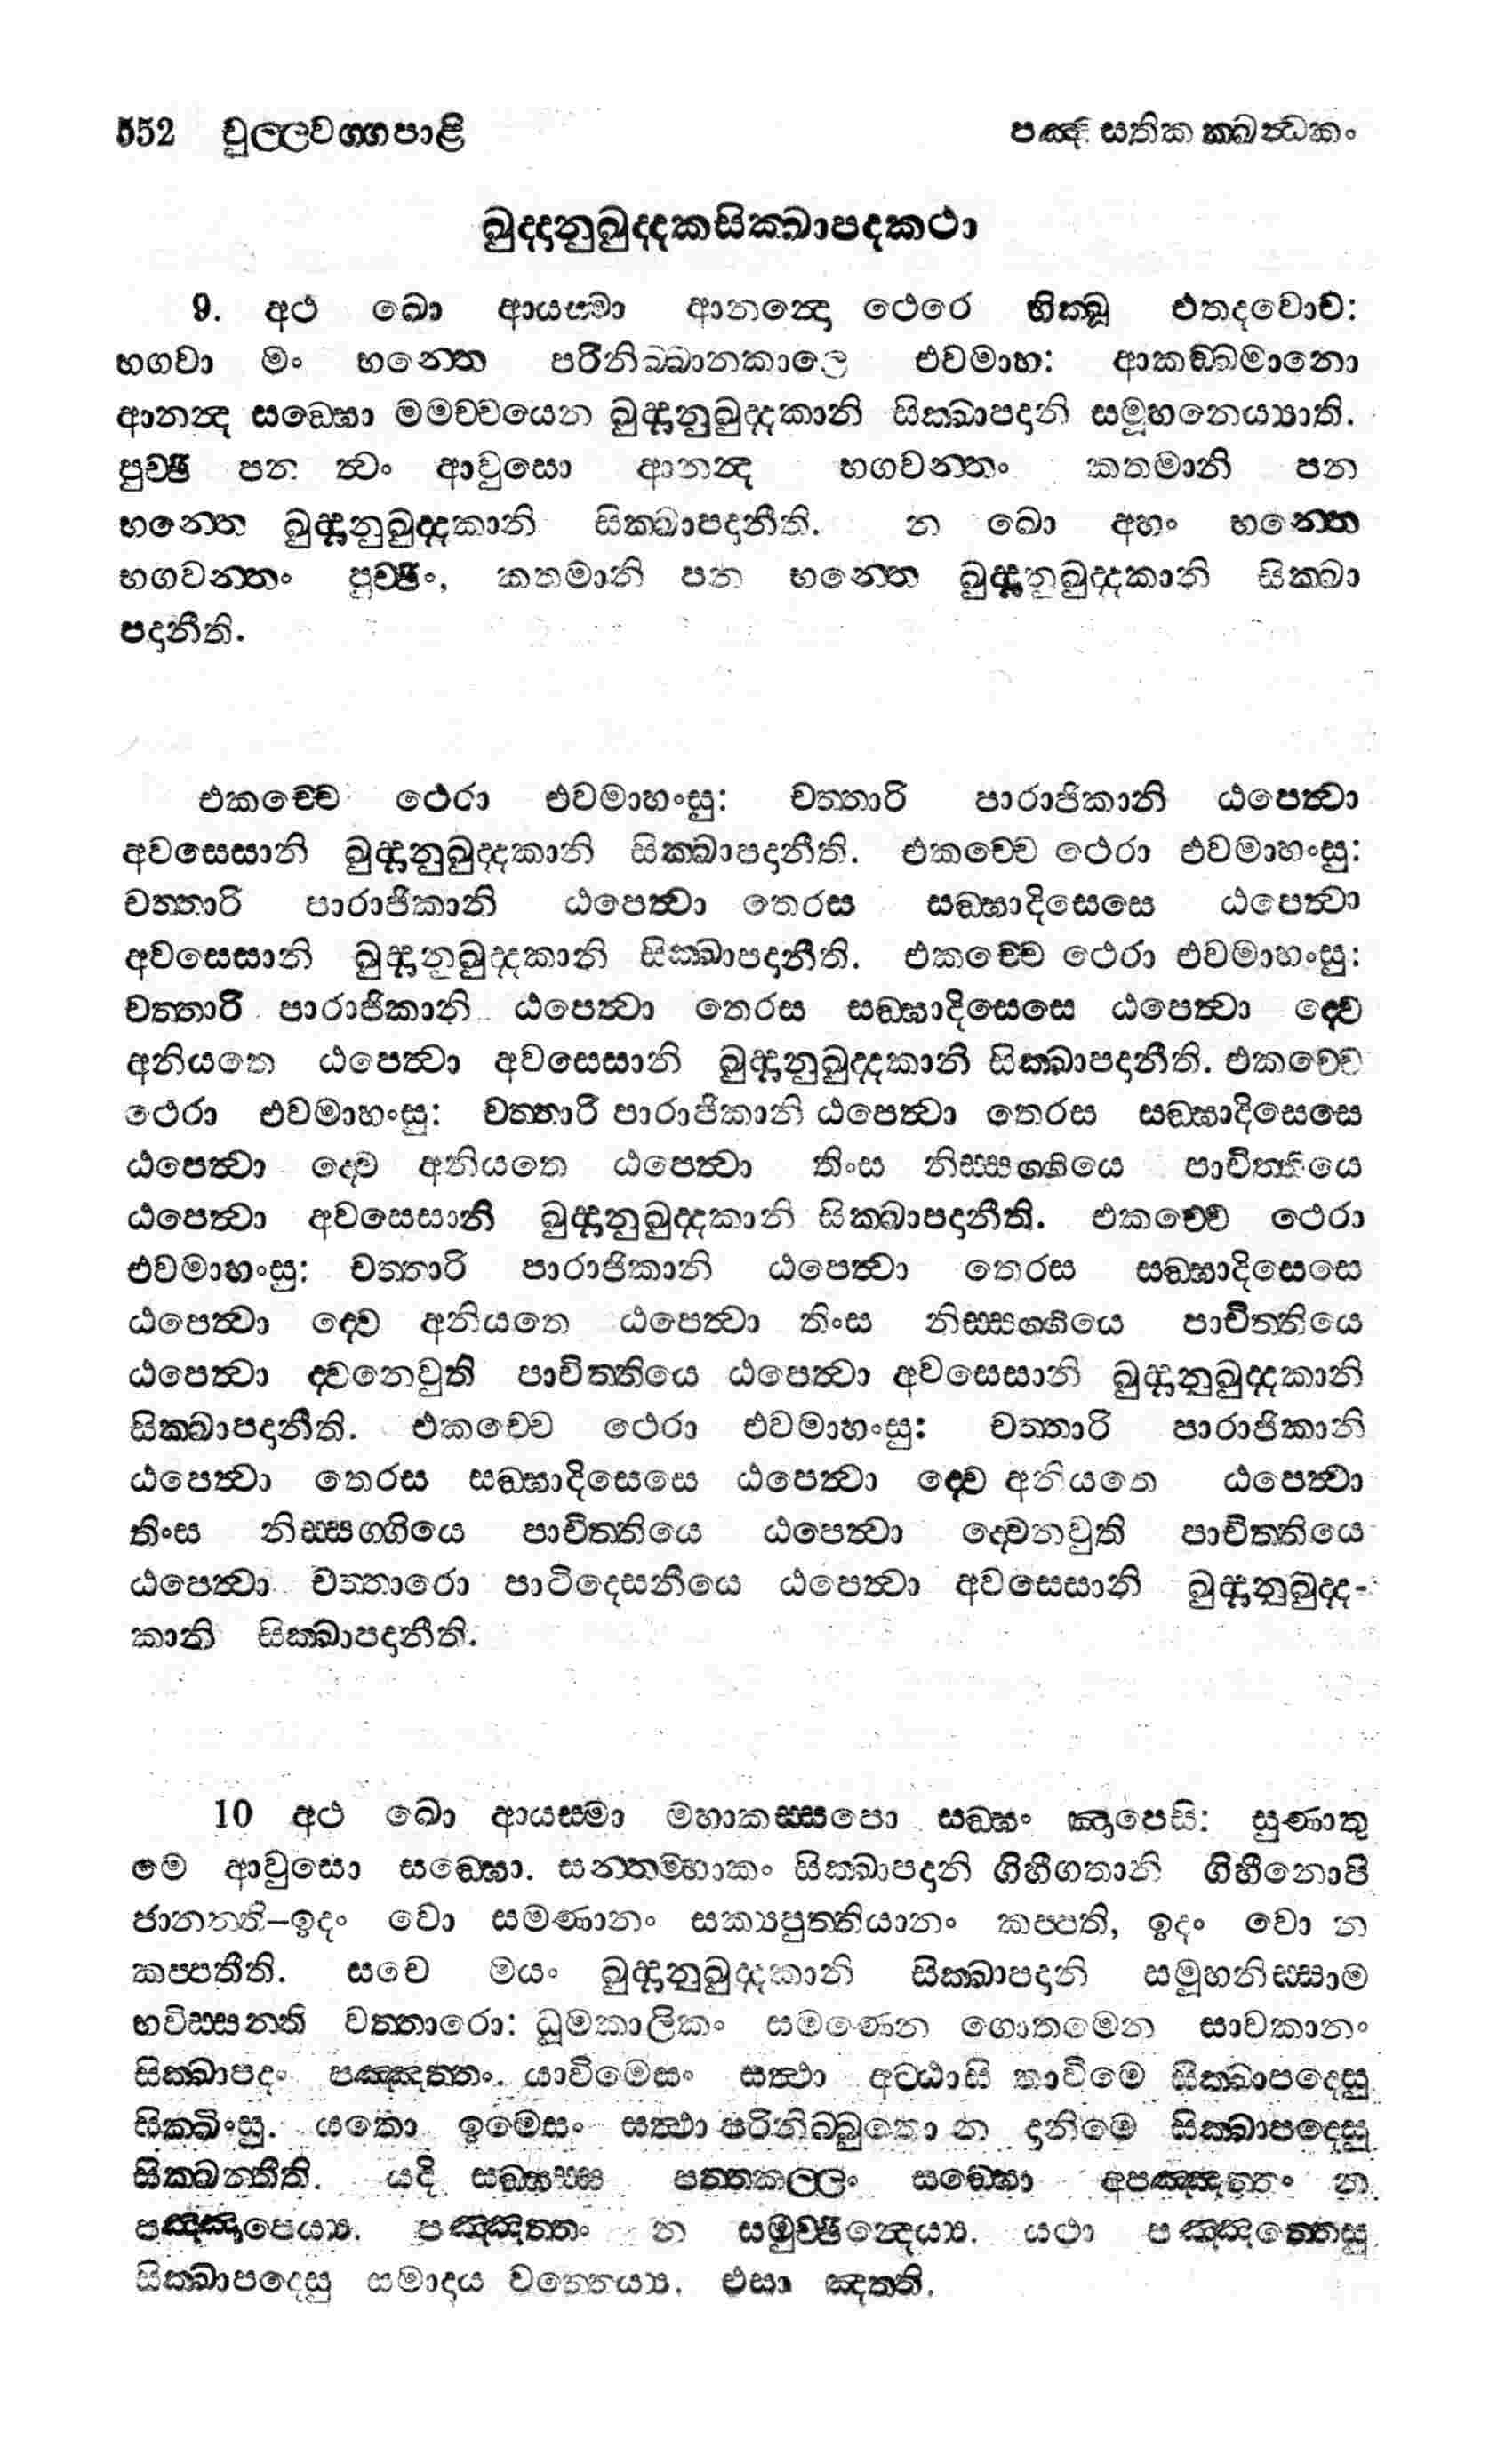 552 චුල්ලවග්ගපාළි පඤ්චසතිකක්ඛන්ධකං
ඛුද්දානුඛුද්දකසික්ඛාපදකථා
9. අථ ඛො ආයස්මා ආනන්දො ථෙරෙ භික්ඛූ එතදවොච:
භගවා මං භන්තෙ පරිනිබ්බානකාලෙ එවමාහ: ආකඞ්ඛමානො
ආනන්ද සඞ්ඝො මමච්චයෙන ඛුද්දානුඛුද්දකානි සික්ඛාපදානි සමූහනෙය්‍යාති.
පුච්ඡි පන ත්‍වං ආවුසො ආනන්ද භගවන්තං කතමානි පන
භන්තෙ ඛුද්දානුඛුද්දකානි සික්ඛාපදානීති. න ඛො අහං භන්තෙ
භගවන්තං පුච්ඡිං, කතමානි පන භන්තෙ ඛුද්දානුඛුද්දකානි සික්ඛා
පදානීති.
එකච්චෙ ථෙරා එවමාහංසු: චත්තාරි පාරාජිකානි ඨපෙත්‍වා
අවසෙසානි ඛුද්දානුඛුද්දකානි සික්ඛාපදානීති. එකච්චෙ ථෙරා එවමාහංසු:
චත්තාරි පාරාජිකානි ඨපෙත්‍වා තෙරස සඞ්ඝාදිසෙසෙ ඨපෙත්‍වා
අවසෙසානි ඛුද්දානුඛුද්දකානි සික්ඛාපදානීති. එකච්චෙ ථෙරා එවමාහංසු:
චත්තාරි පාරාජිකානි ඨපෙත්‍වා තෙරස සඞ්ඝාදිසෙසෙ ඨපෙත්‍වා ද්වෙ
අනියතෙ ඨපෙත්‍වා අවසෙසානි ඛුද්දානුඛුද්දකානි සික්ඛාපදානීති. එකච්චෙ
ථෙරා එවමාහංසු: චත්තාරි පාරාජිකානි ඨපෙත්‍වා තෙරස සඞ්ඝාදිසෙසෙ
ඨපෙත්‍වා ද්වෙ අනියතෙ ඨපෙත්‍වා තිංස නිස්සග්ගියෙ පාචිත්තියෙ
ඨපෙත්‍වා අවසෙසානි ඛුද්දානුඛුද්දකානි සික්ඛාපදානීති. එකච්චෙ ථෙරා
එවමාහංසු: චත්තාරි පාරාජිකානි ඨපෙත්‍වා තෙරස සඞ්ඝාදිසෙසෙ
ඨපෙත්‍වා ද්වෙ අනියතෙ ඨපෙත්‍වා තිංස නිස්සග්ගියෙ පාචිත්තියෙ
ඨපෙත්‍වා ද්වනෙවුති පාචිත්තියෙ ඨපෙත්‍වා අවසෙසානි ඛුද්දානුඛුද්දකානි
සික්ඛාපදානීති. එකච්චෙ ථෙරා එවමාහංසු: චත්තාරි පාරාජිකානි
ඨපෙත්‍වා තෙරස සඞ්ඝාදිසෙසෙ ඨපෙත්‍වා ද්වෙ අනියතෙ ඨපෙත්‍වා
තිංස නිස්සග්ගියෙ පාචිත්තියෙ ඨපෙත්‍වා ද්වෙනවුති පාචිත්තියෙ
ඨපෙත්‍වා චත්තාරො පාටිදෙසනීයෙ ඨපෙත්‍වා අවසෙසානි ඛුද්දානුඛුද්ද-
කානි සික්ඛාපදානීති.
10 අථ ඛො ආයස්මා මහාකස්සපො සඞ්ඝං ඤාපෙසි: සුණාතු
මෙ ආවුසො සඞ්ඝො. සන්තම්හාකං සික්ඛාපදානි ගිහීගතානි ගිහීනොපි
ජානන්ති–ඉදං වො සමණානං සක්‍යපුත්තියානං කප්පති, ඉදං වො න
කප්පතීති. සචෙ මයං ඛුද්දානුඛුද්දකානි සික්ඛාපදානි සමූහනිස්සාම
භවිස්සන්ති වත්තාරො: ධූමකාලිකං සමණෙන ගොතමෙන සාවකානං
සික්ඛාපදං පඤ්ඤත්තං. යාවිමෙසං සත්‍ථා අට්ඨාසි තාවිමෙ සික්ඛාපදෙසු
සික්ඛිංසු. යතො ඉමෙසං සත්‍ථා පරිනිබ්බුතො න දානිමෙ සික්ඛාපදෙසු
සික්ඛන්තීති. යදි සඞ්ඝස්ස පත්තකල්ලං සඞ්ඝො අපඤ්ඤත්තං න
පඤ්ඤාපෙය්‍ය. පඤ්ඤත්තං න සමුච්ඡින්දෙය්‍ය. යථා පඤ්ඤත්තෙසු
සික්ඛාපදෙසු සමාදාය වත්තෙය්‍ය. එසා ඤත්ති.